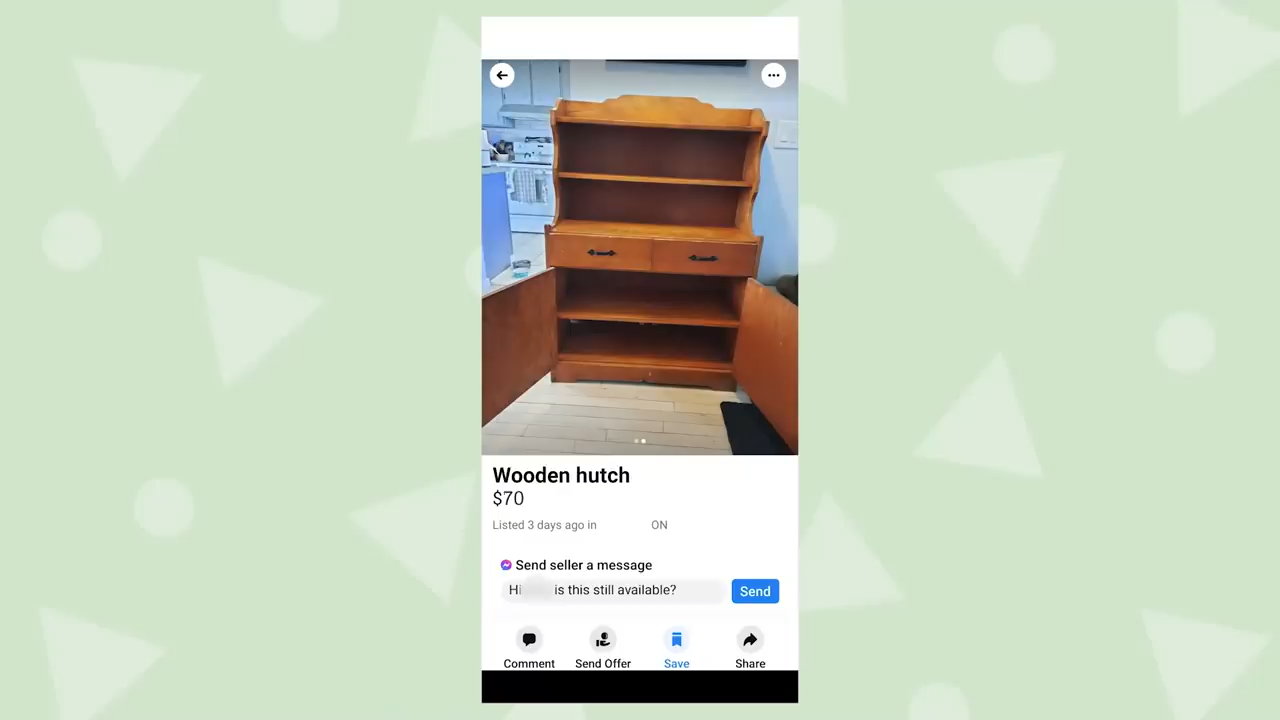 Wooden hutch
$70
Listed 3 days ago in ON
Send seller a message
Hi is this still available?
Send
Comment
Send Offer
Save
Share